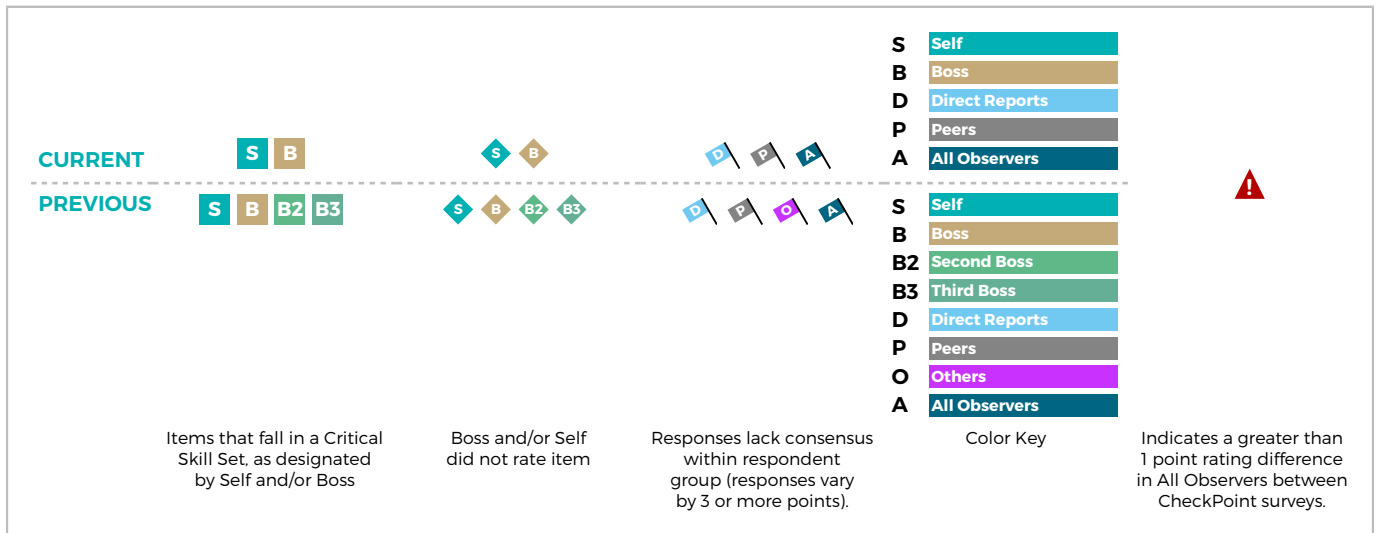 S Self
B Boss
D Direct Reports
P Peers
A All Observers
CURRENT
S B
S B
D P A
PREVIOUS
S B B2 B3
S B B2 B3
D P O A
S Self
B Boss
B2 Second Boss
B3 Third Boss
D Direct Reports
P Peers
O Others
A All Observers
Items that fall in a Critical
Skill Set, as designated
by Self and/or Boss
Boss and/or Self
did not rate item
Responses lack consensus
within respondent
group (responses vary
by 3 or more points).
Color Key
Indicates a greater than
1 point rating difference
in All Observers between
CheckPoint surveys.